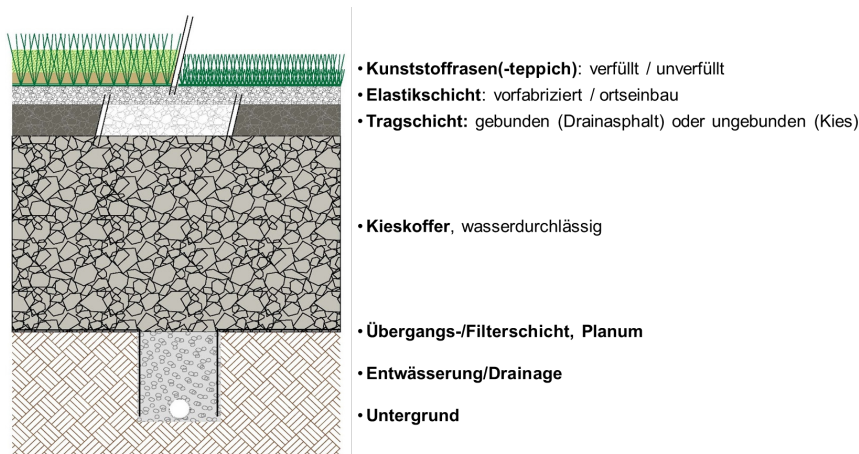 • Kunststoffrasen(-teppich): verfüllt / unverfüllt
• Elastikschicht: vorfabriziert / ortseinbau
• Tragschicht: gebunden (Drainasphalt) oder ungebunden (Kies)
• Kieskoffer, wasserdurchlässig
• Übergangs-/Filterschicht, Planum
• Entwässerung/Drainage
• Untergrund